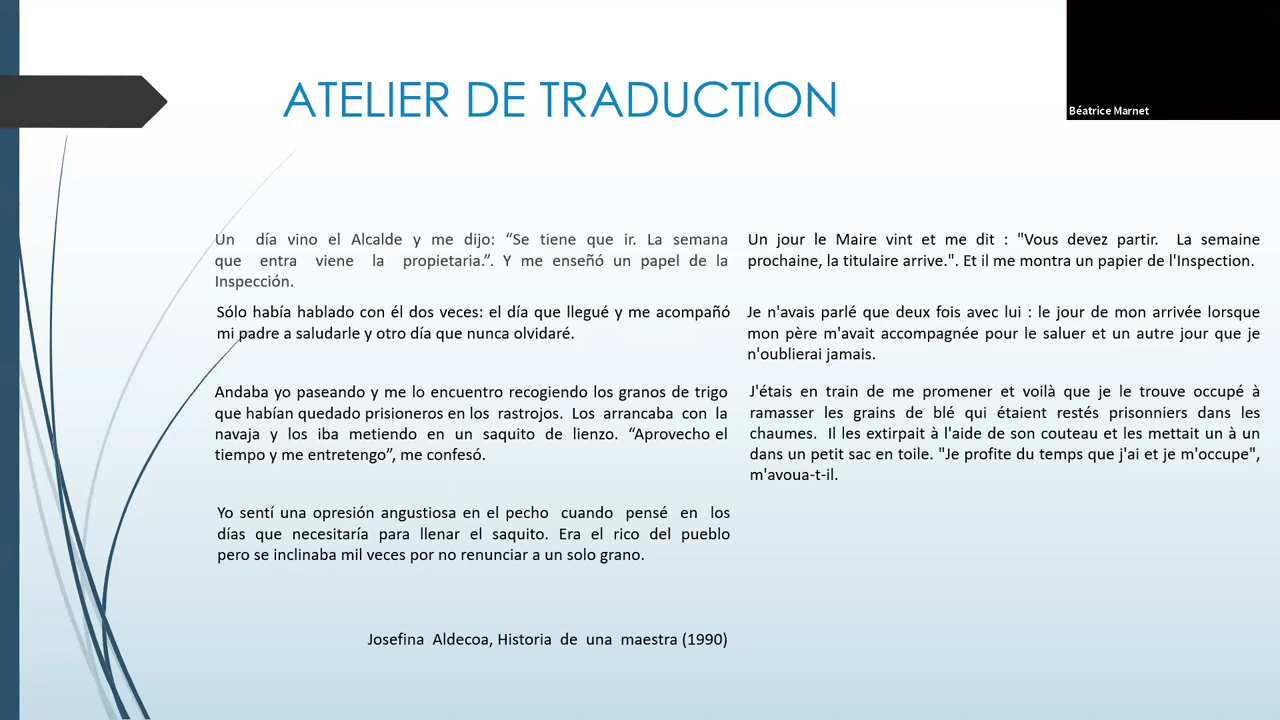 ATELIER DE TRADUCTION
Béatrice Marnet
Un día vino el Alcalde y me dijo: “Se tiene que ir. La semana
que entra viene la propietaria.”. Y me enseñó un papel de la
Inspección.
Sólo había hablado con él dos veces: el día que llegué y me acompañó
mi padre a saludarle y otro día que nunca olvidaré.
Andaba yo paseando y me lo encuentro recogiendo los granos de trigo
que habían quedado prisioneros en los rastrojos. Los arrancaba con la
navaja y los iba metiendo en un saquito de lienzo. “Aprovecho el
tiempo y me entretengo”, me confesó.
Yo sentí una opresión angustiosa en el pecho cuando pensé en los
días que necesitaría para llenar el saquito. Era el rico del pueblo
pero se inclinaba mil veces por no renunciar a un solo grano.
Josefina Aldecoa, Historia de una maestra (1990)
Un jour le Maire vint et me dit : "Vous devez partir. La semaine
prochaine, la titulaire arrive.". Et il me montra un papier de l'Inspection.
Je n'avais parlé que deux fois avec lui : le jour de mon arrivée lorsque
mon père m'avait accompagnée pour le saluer et un autre jour que je
n'oublierai jamais.
J'étais en train de me promener et voilà que je le trouve occupé à
ramasser les grains de blé qui étaient restés prisonniers dans les
chaumes. Il les extirpait à l'aide de son couteau et les mettait un à un
dans un petit sac en toile. "Je profite du temps que j'ai et je m'occupe",
m'avoua-t-il.